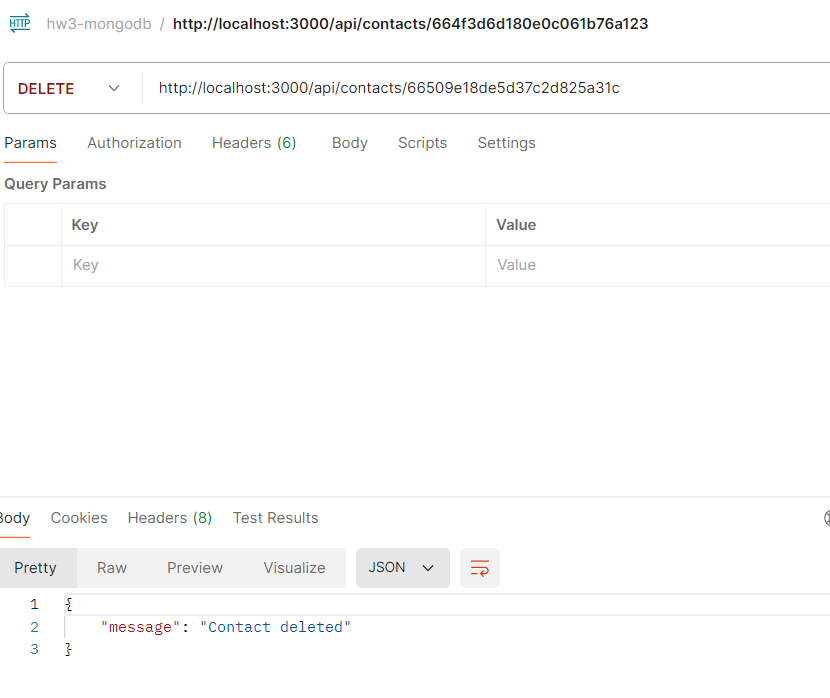 HTTP hw3-mongodb / http://localhost:3000/api/contacts/664f3d6d180e0c061b76a123
DELETE http://localhost:3000/api/contacts/66509e18de5d37c2d825a31c
Params Authorization Headers (6) Body Scripts Settings
Query Params
Key Value
Key Value
Body Cookies Headers (8) Test Results
Pretty Raw Preview Visualize JSON
1 {
2 "message": "Contact deleted"
3 }